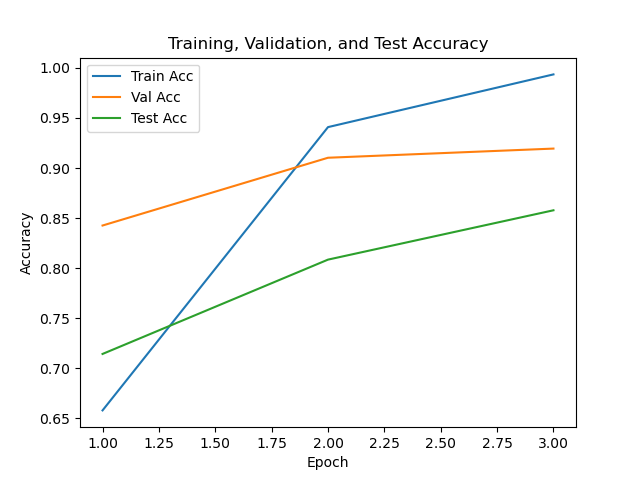 Training, Validation, and Test Accuracy
Train Acc
Val Acc
Test Acc
Accuracy
1.00
0.95
0.90
0.85
0.80
0.75
0.70
0.65
1.00 1.25 1.50 1.75 2.00 2.25 2.50 2.75 3.00
Epoch